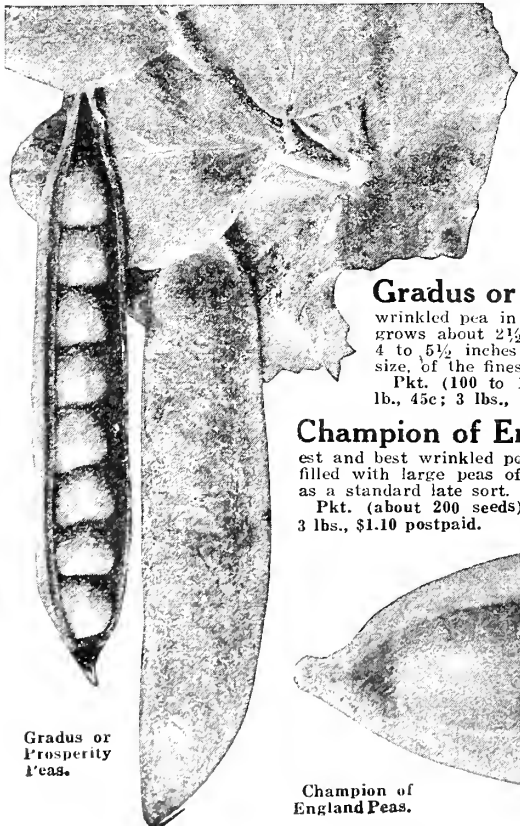 Gradus or
wrinkled pea in
grows about 2½
4 to 5½ inches
size, of the fines
Pkt. (100 to
lb., 45c; 3 lbs.,
Champion of En
est and best wrinkled pe
filled with large peas of
as a standard late sort.
Pkt. (about 200 seeds)
3 lbs., $1.10 postpaid.
Gradus or
Prosperity
Peas.
Champion of
England Peas.